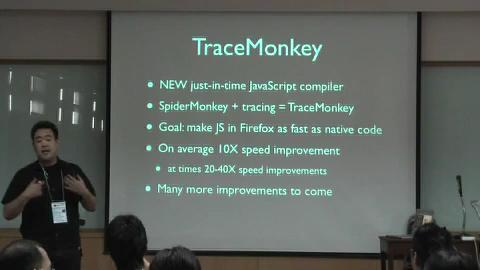 TraceMonkey
NEW just-in-time JavaScript compiler
SpiderMonkey + tracing = TraceMonkey
Goal: make JS in Firefox as fast as native code
On average 10X speed improvement
at times 20-40X speed improvements
Many more improvements to come